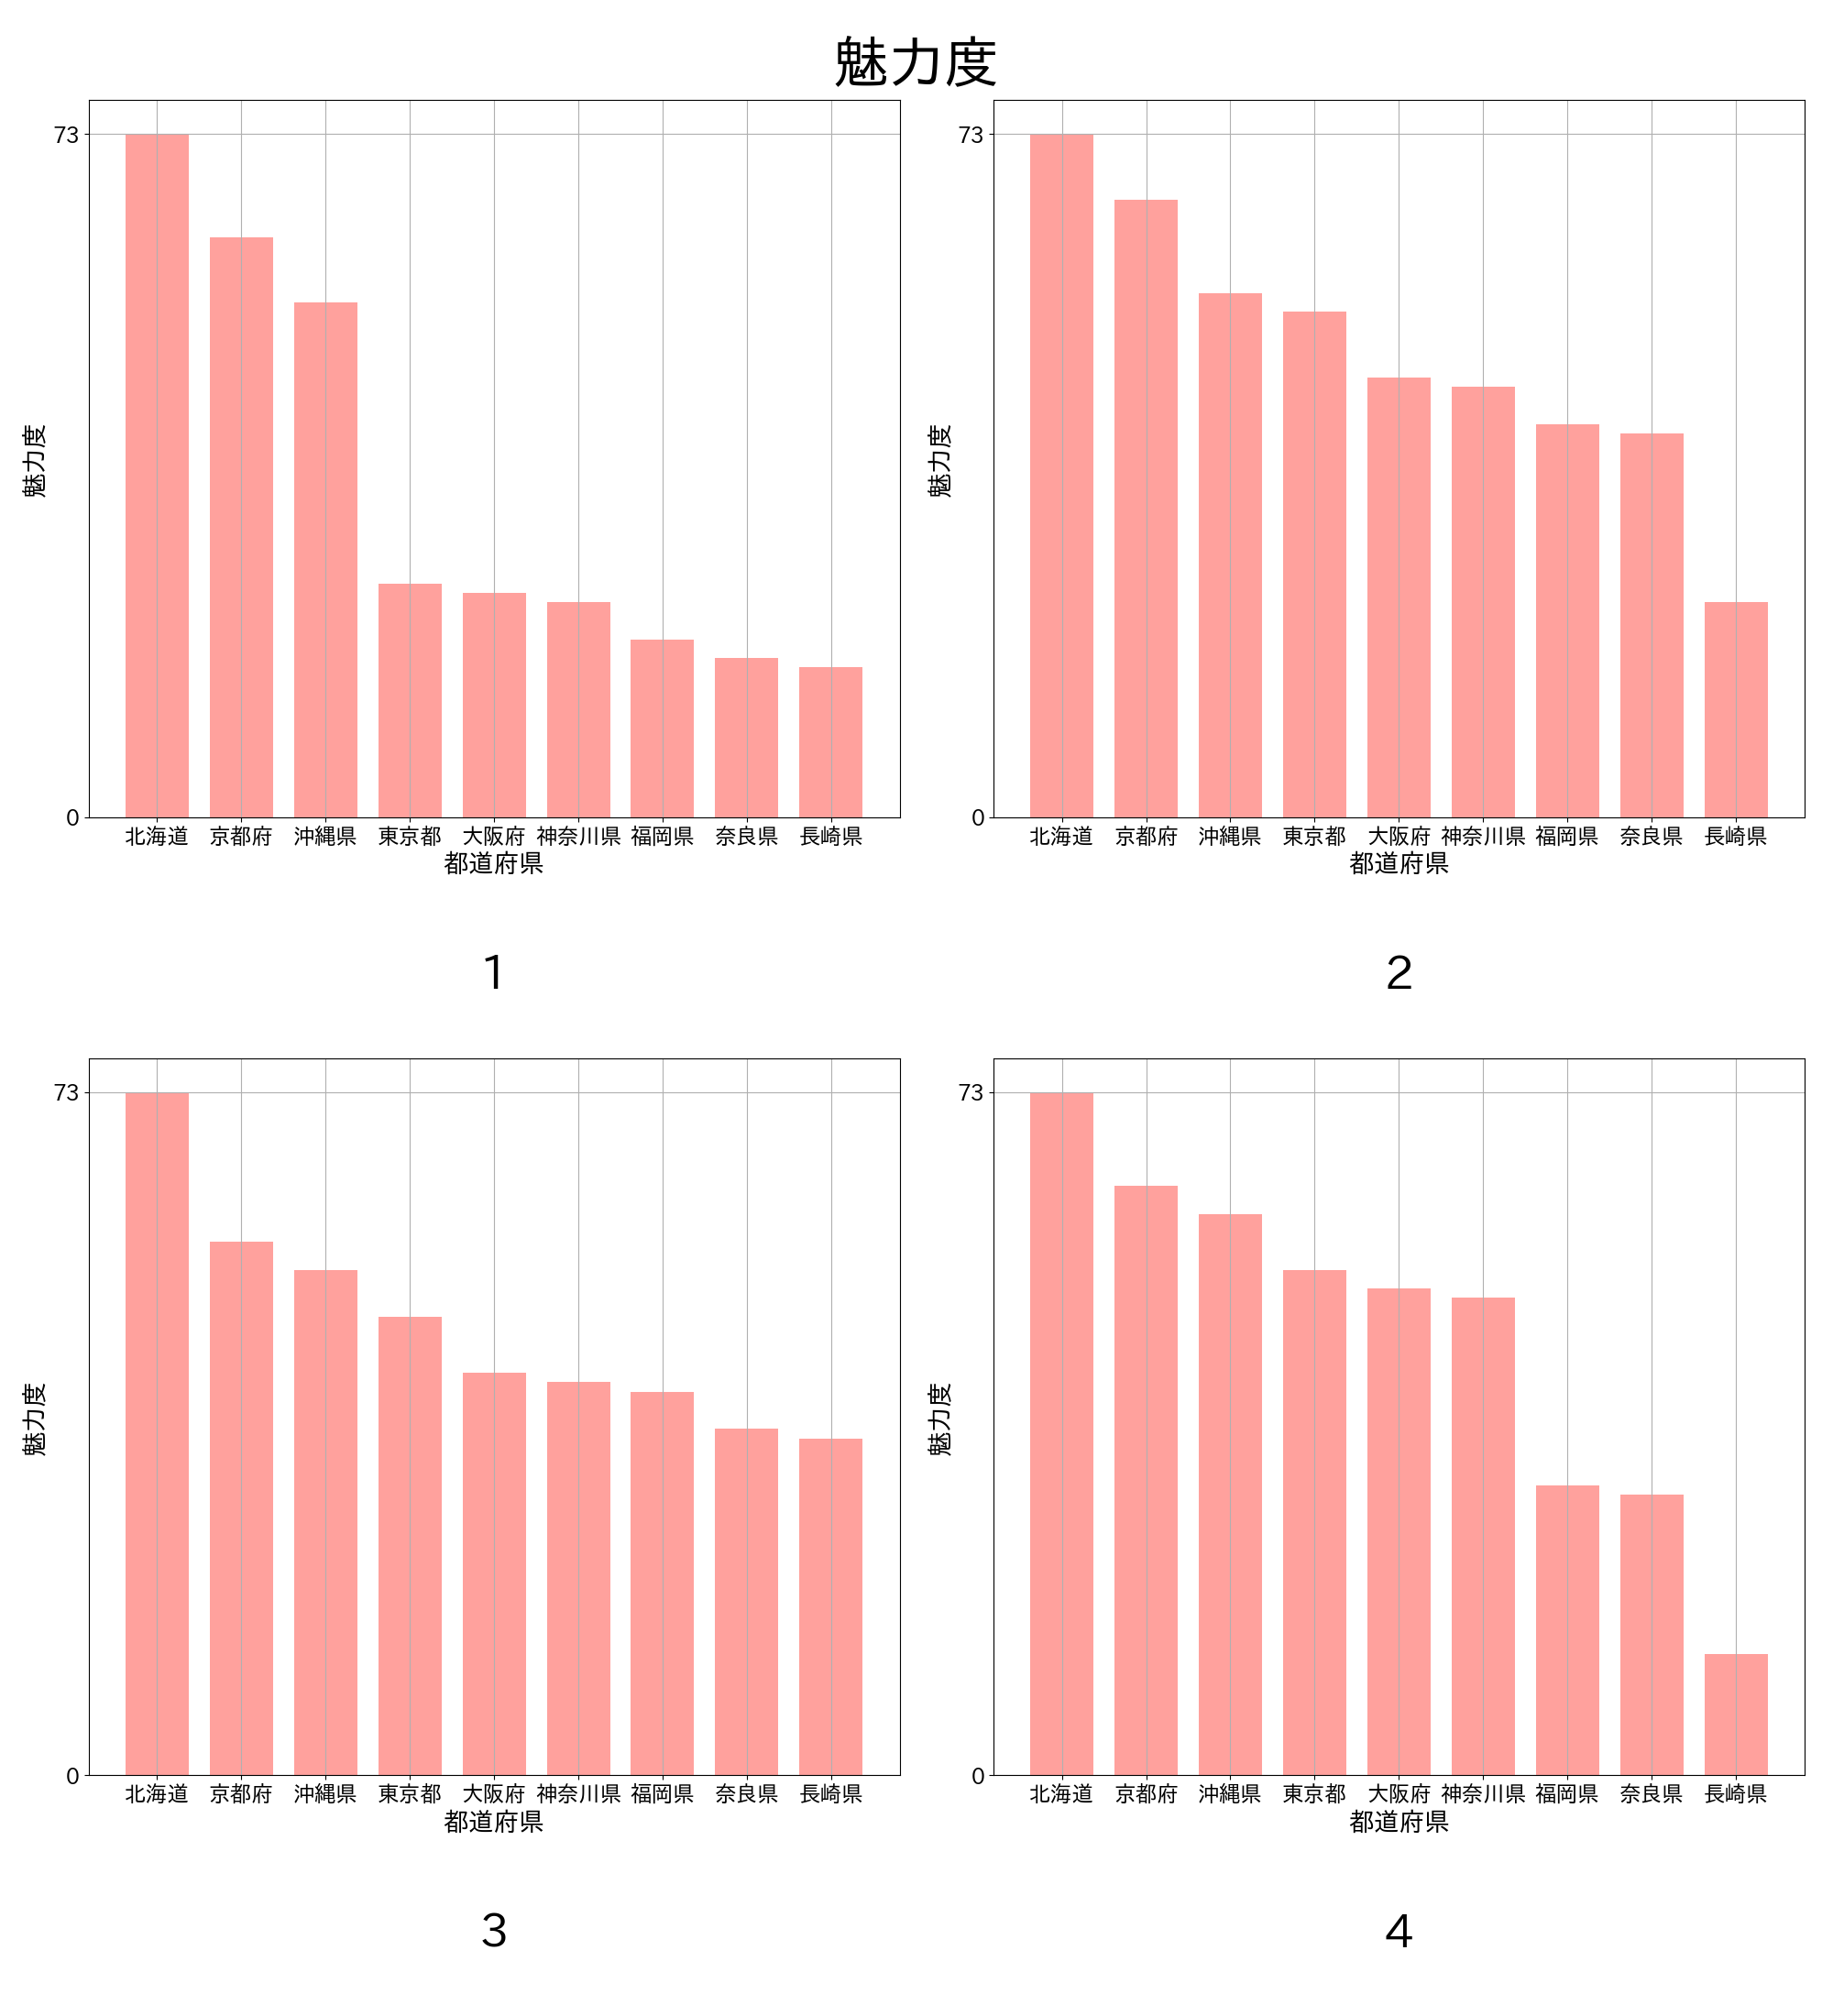 魅力度
73
魅力度
0
北海道 京都府 沖縄県 東京都 大阪府 神奈川県 福岡県 奈良県 長崎県
都道府県
1
73
魅力度
0
北海道 京都府 沖縄県 東京都 大阪府 神奈川県 福岡県 奈良県 長崎県
都道府県
2
73
魅力度
0
北海道 京都府 沖縄県 東京都 大阪府 神奈川県 福岡県 奈良県 長崎県
都道府県
3
73
魅力度
0
北海道 京都府 沖縄県 東京都 大阪府 神奈川県 福岡県 奈良県 長崎県
都道府県
4